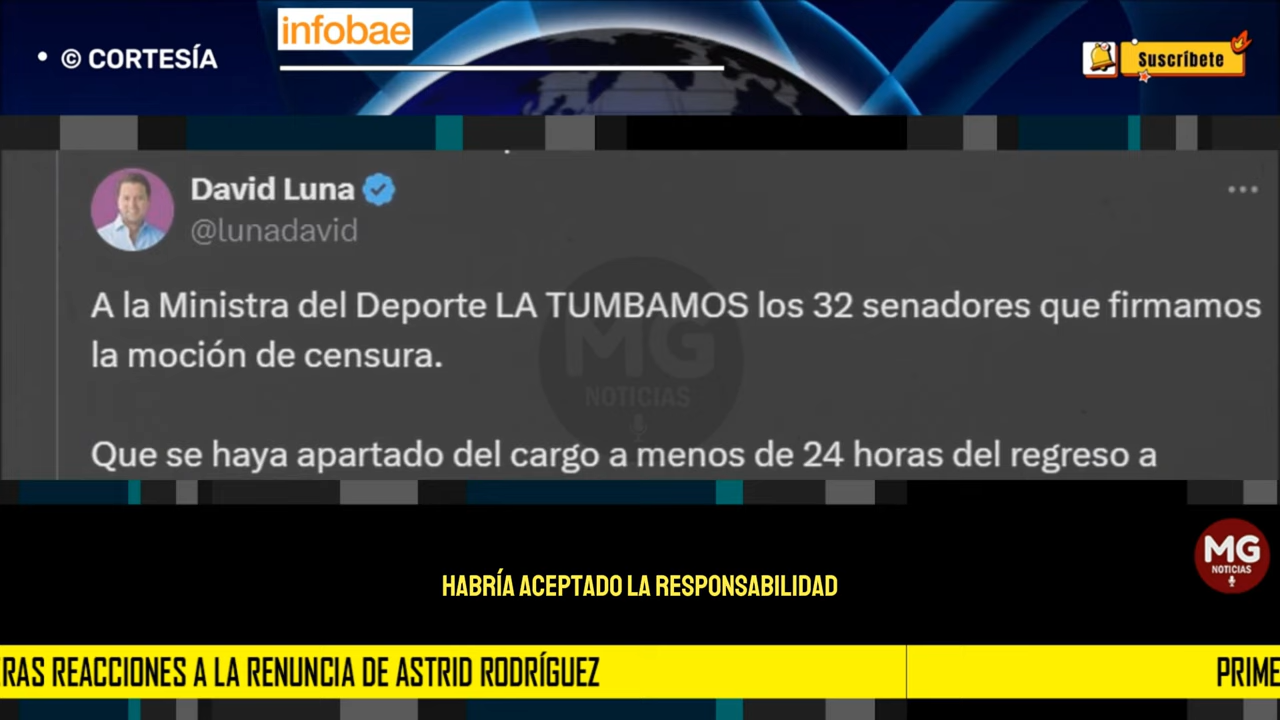 infobae
• © CORTESÍA
Suscríbete
David Luna
@lunadavid
A la Ministra del Deporte LA TUMBAMOS los 32 senadores que firmamos
la moción de censura.
Que se haya apartado del cargo a menos de 24 horas del regreso a
MG
NOTICIAS
MG
NOTICIAS
HABRÍA ACEPTADO LA RESPONSABILIDAD
RAS REACCIONES A LA RENUNCIA DE ASTRID RODRÍGUEZ
PRIME